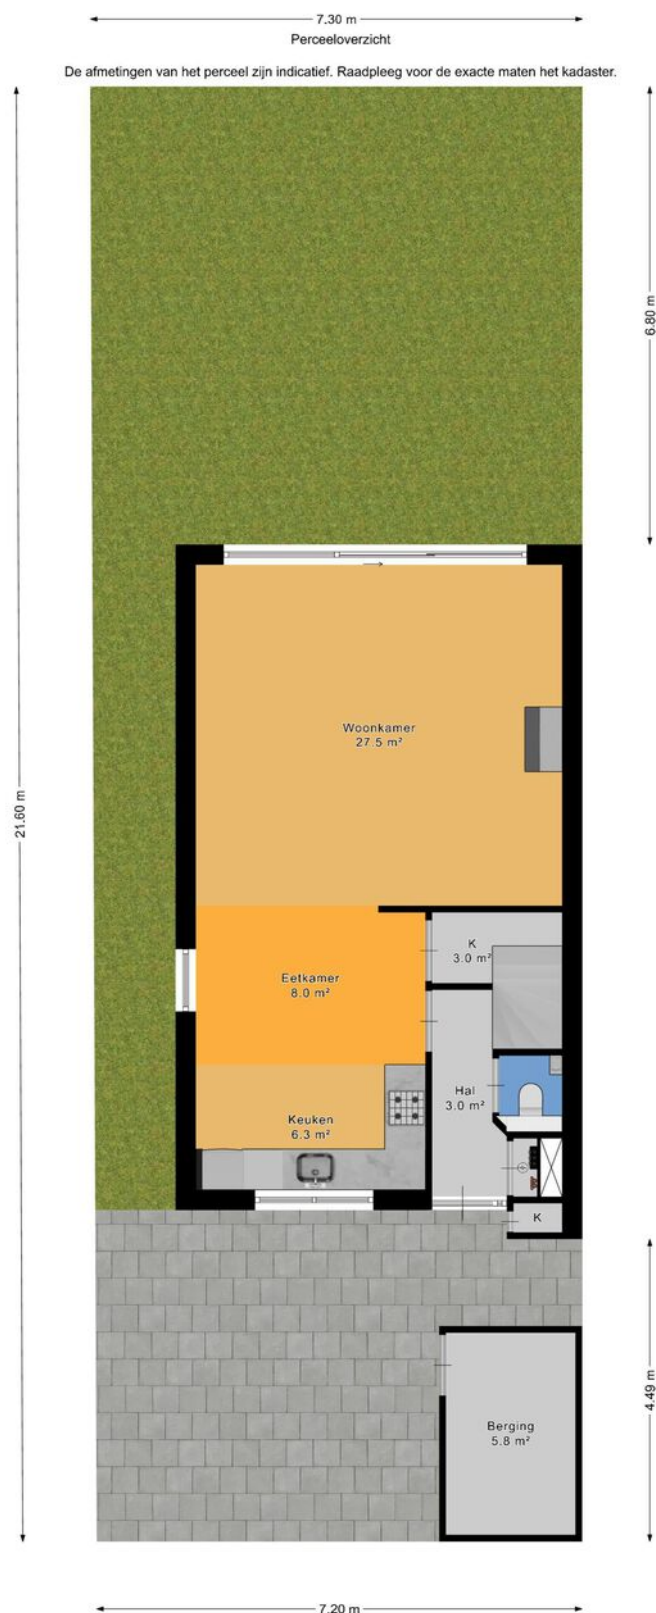 7.30 m
Perceeloverzicht
De afmetingen van het perceel zijn indicatief. Raadpleeg voor de exacte maten het kadaster.
6.80 m
Woonkamer
27.5 m²
21.60 m
K
3.0 m²
Eetkamer
8.0 m²
Hal
3.0 m²
Keuken
6.3 m²
K
4.49 m
Berging
5.8 m²
7.20 m